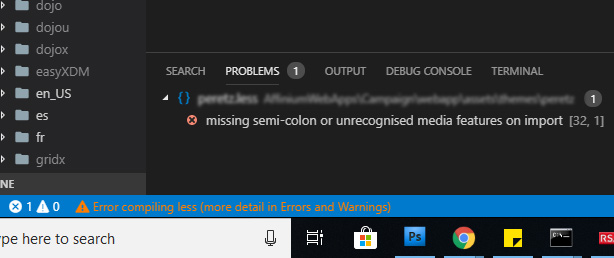 dojo
dojou
dojox
easyXDM
en_US
es
fr
gridx
NE
SEARCH PROBLEMS 1 OUTPUT DEBUG CONSOLE TERMINAL
{} peretz.less AffiniumWebApps\Campaign\webapp\assets\themes\peretz 1
missing semi-colon or unrecognised media features on import [32, 1]
1 0 Error compiling less (more detail in Errors and Warnings)
ype here to search
Ps
RS